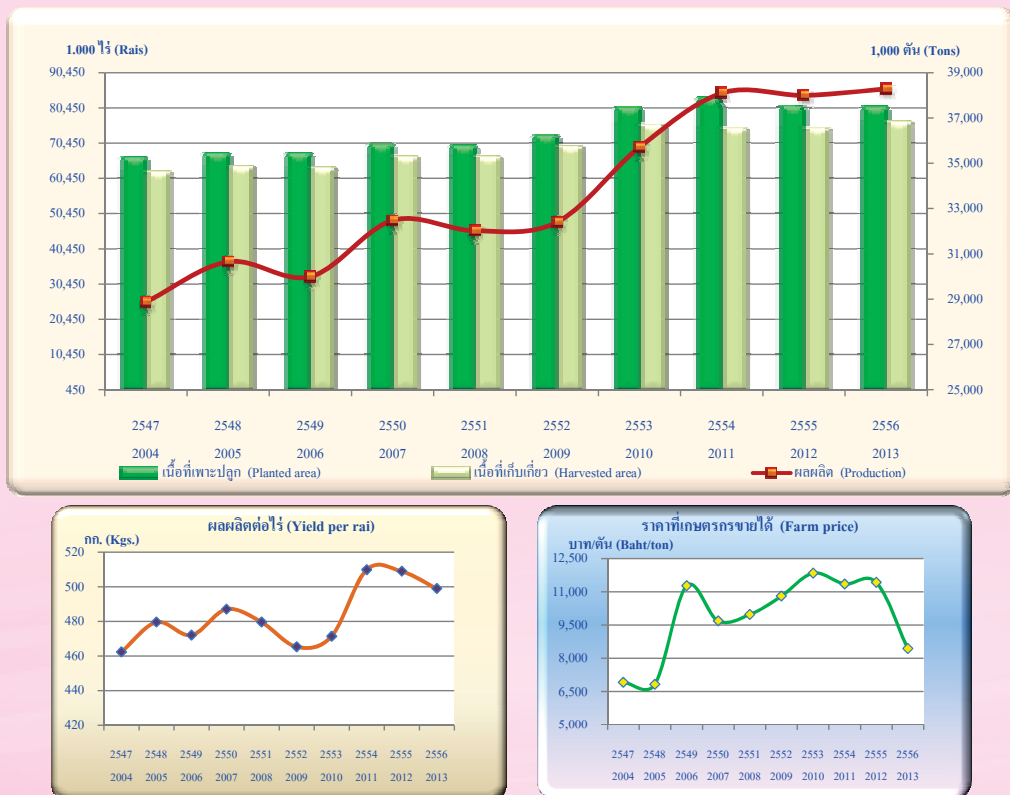 1.000 ไร่ (Rais)
1,000 ตัน (Tons)
90,450
80,450
70,450
60,450
50,450
40,450
30,450
20,450
10,450
450
39,000
37,000
35,000
33,000
31,000
29,000
27,000
25,000
2547 2548 2549 2550 2551 2552 2553 2554 2555 2556
2004 2005 2006 2007 2008 2009 2010 2011 2012 2013
เนื้อที่เพาะปลูก (Planted area) เนื้อที่เก็บเกี่ยว (Harvested area) ผลผลิต (Production)
ผลผลิตต่อไร่ (Yield per rai)
กก. (Kgs.)
520
500
480
460
440
420
2547 2548 2549 2550 2551 2552 2553 2554 2555 2556
2004 2005 2006 2007 2008 2009 2010 2011 2012 2013
ราคาที่เกษตรกรขายได้ (Farm price)
บาท/ตัน (Baht/ton)
12,500
11,000
9,500
8,000
6,500
5,000
2547 2548 2549 2550 2551 2552 2553 2554 2555 2556
2004 2005 2006 2007 2008 2009 2010 2011 2012 2013